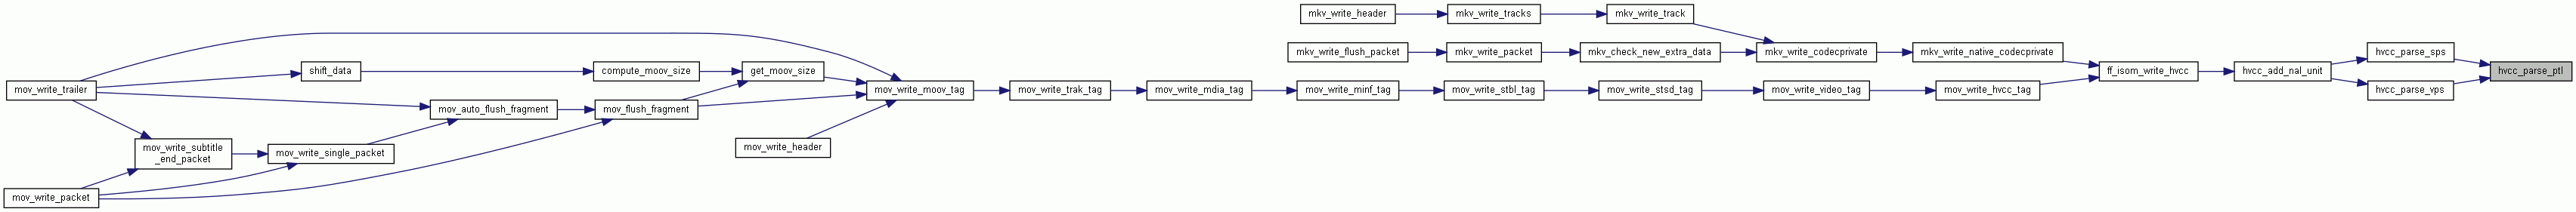 mkv_write_header
mkv_write_tracks
mkv_write_track
mkv_write_flush_packet
mkv_write_packet
mkv_check_new_extra_data
mkv_write_codecprivate
mkv_write_native_codecprivate
hvcc_parse_sps
shift_data
compute_moov_size
get_moov_size
ff_isom_write_hvcc
hvcc_add_nal_unit
hvcc_parse_ptl
mov_write_trailer
mov_write_moov_tag
mov_write_trak_tag
mov_write_mdia_tag
mov_write_minf_tag
mov_write_stbl_tag
mov_write_stsd_tag
mov_write_video_tag
mov_write_hvcc_tag
hvcc_parse_vps
mov_auto_flush_fragment
mov_flush_fragment
mov_write_subtitle
_end_packet
mov_write_single_packet
mov_write_header
mov_write_packet